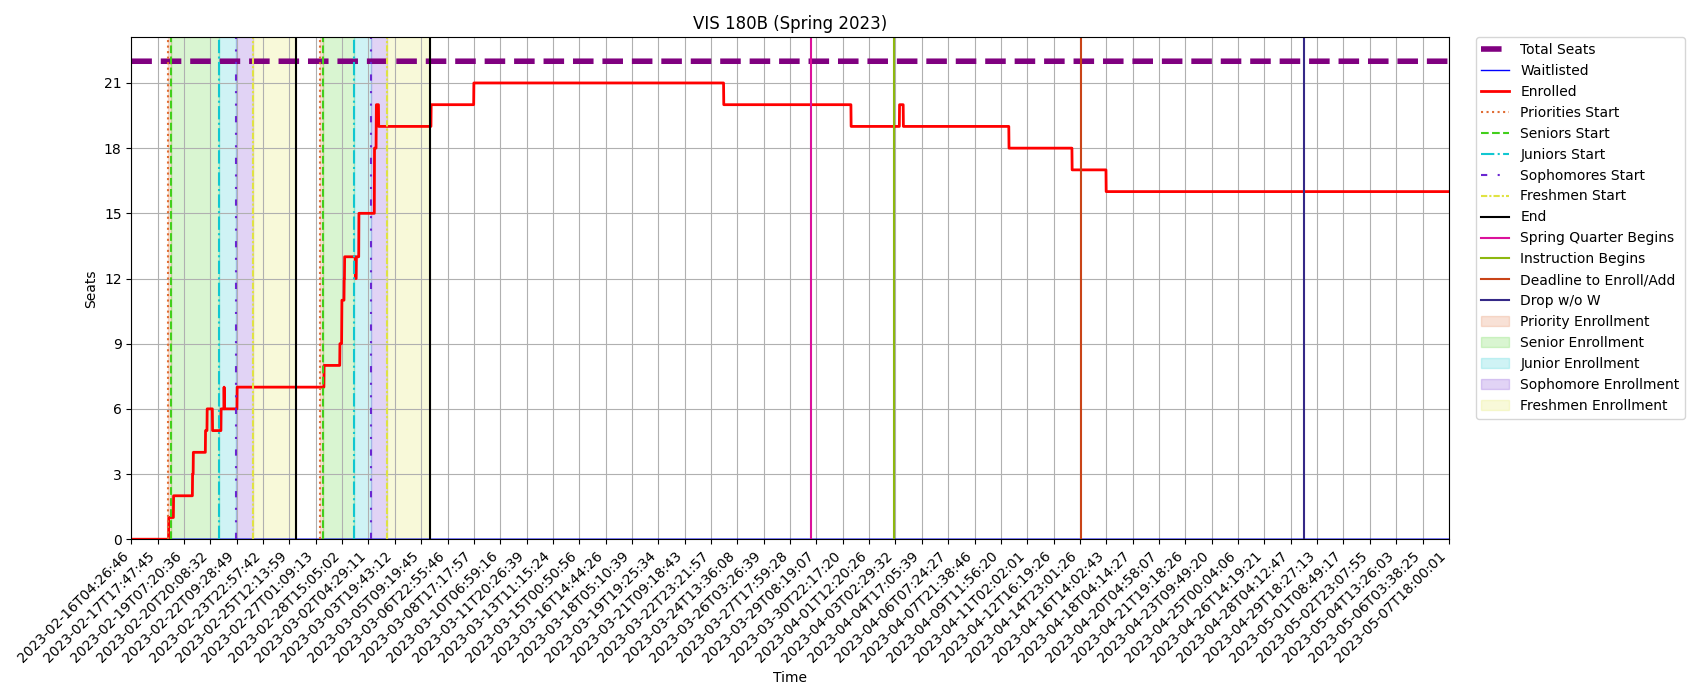 VIS 180B (Spring 2023)
Seats
21
18
15
12
9
6
3
0
2023-02-16T04:26:46
2023-02-17T17:47:45
2023-02-19T07:20:36
2023-02-20T20:08:32
2023-02-22T09:28:49
2023-02-23T22:57:42
2023-02-25T12:13:59
2023-02-27T01:09:13
2023-02-28T15:05:02
2023-03-02T04:29:11
2023-03-03T19:43:12
2023-03-05T09:19:45
2023-03-06T22:55:46
2023-03-08T17:17:57
2023-03-10T06:59:16
2023-03-11T20:26:39
2023-03-13T11:15:24
2023-03-15T00:50:56
2023-03-16T14:44:26
2023-03-18T05:10:39
2023-03-19T19:25:34
2023-03-21T09:18:43
2023-03-22T23:21:57
2023-03-24T13:36:08
2023-03-26T03:26:39
2023-03-27T17:59:28
2023-03-29T08:19:07
2023-03-30T22:17:20
2023-04-01T12:20:26
2023-04-03T02:29:32
2023-04-04T17:05:39
2023-04-06T07:24:27
2023-04-07T21:38:46
2023-04-09T11:56:20
2023-04-11T02:02:01
2023-04-12T16:19:26
2023-04-14T23:01:26
2023-04-16T14:02:43
2023-04-18T04:14:27
2023-04-20T04:58:07
2023-04-21T19:18:26
2023-04-23T09:49:20
2023-04-25T00:04:06
2023-04-26T14:19:21
2023-04-28T04:12:47
2023-04-29T18:27:13
2023-05-01T08:49:17
2023-05-02T23:07:55
2023-05-04T13:26:03
2023-05-06T03:38:25
2023-05-07T18:00:01
Time
Total Seats
Waitlisted
Enrolled
Priorities Start
Seniors Start
Juniors Start
Sophomores Start
Freshmen Start
End
Spring Quarter Begins
Instruction Begins
Deadline to Enroll/Add
Drop w/o W
Priority Enrollment
Senior Enrollment
Junior Enrollment
Sophomore Enrollment
Freshmen Enrollment